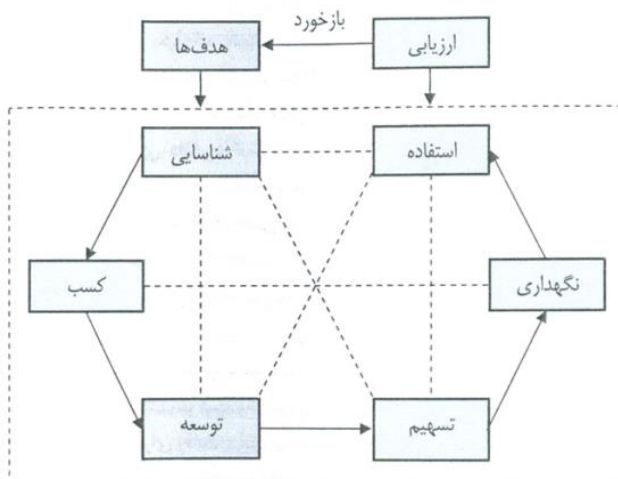 بازخورد
هدف‌ها
ارزیابی
شناسایی
استفاده
کسب
نگهداری
توسعه
تسهیم